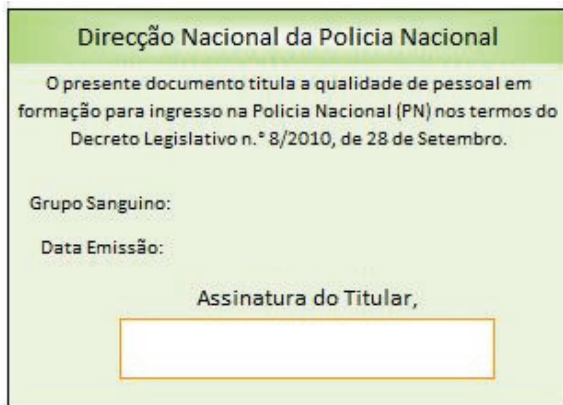 Direcção Nacional da Policia Nacional
O presente documento titula a qualidade de pessoal em
formação para ingresso na Policia Nacional (PN) nos termos do
Decreto Legislativo n.° 8/2010, de 28 de Setembro.
Grupo Sanguino:
Data Emissão:
Assinatura do Titular,